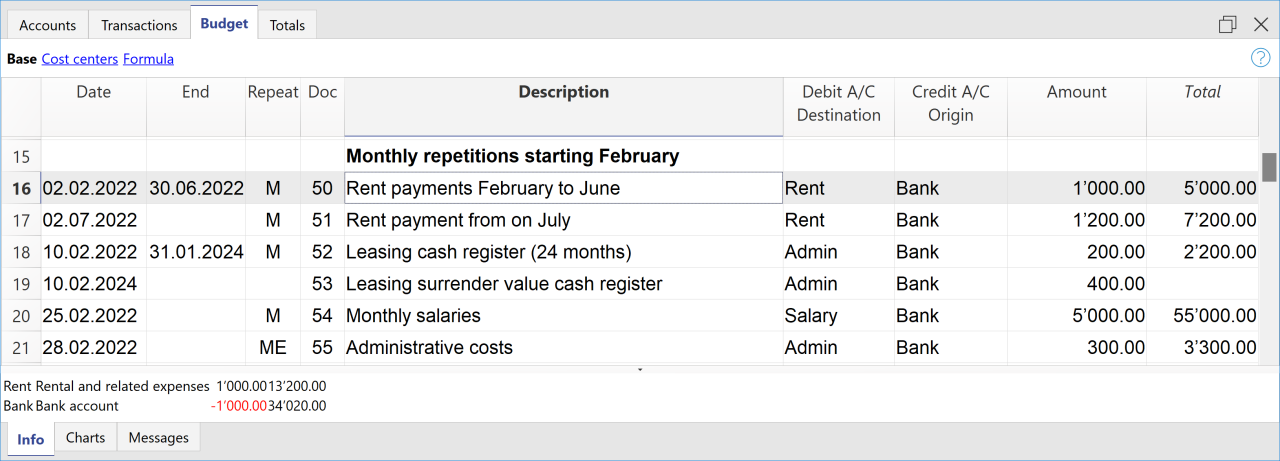 Accounts Transactions Budget Totals
Base Cost centers Formula ?
Date End Repeat Doc Description Debit A/C Credit A/C Amount Total
Destination Origin
15 Monthly repetitions starting February
16 02.02.2022 30.06.2022 M 50 Rent payments February to June Rent Bank 1’000.00 5’000.00
17 02.07.2022 M 51 Rent payment from on July Rent Bank 1’200.00 7’200.00
18 10.02.2022 31.01.2024 M 52 Leasing cash register (24 months) Admin Bank 200.00 2’200.00
19 10.02.2024 53 Leasing surrender value cash register Admin Bank 400.00
20 25.02.2022 M 54 Monthly salaries Salary Bank 5’000.00 55’000.00
21 28.02.2022 ME 55 Administrative costs Admin Bank 300.00 3’300.00
Rent Rental and related expenses 1’000.00 13’200.00
Bank Bank account -1’000.00 34’020.00
Info Charts Messages